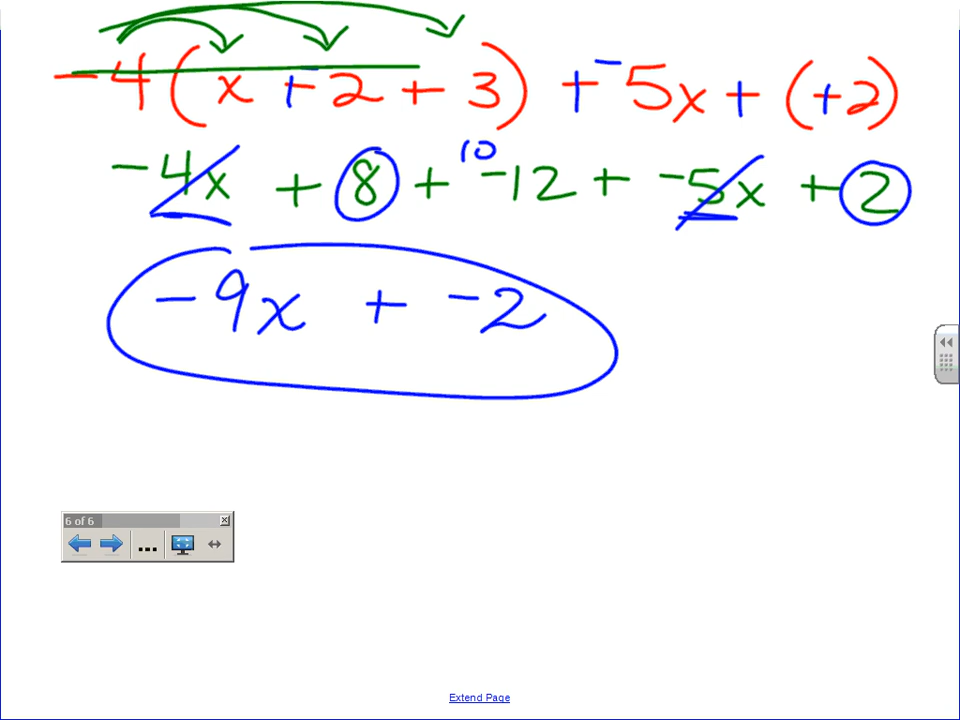 -4(x + -2 + 3) + -5x + (+2)
10
-4x + 8 + -12 + -5x + 2
-9x + -2
6 of 6
...
Extend Page